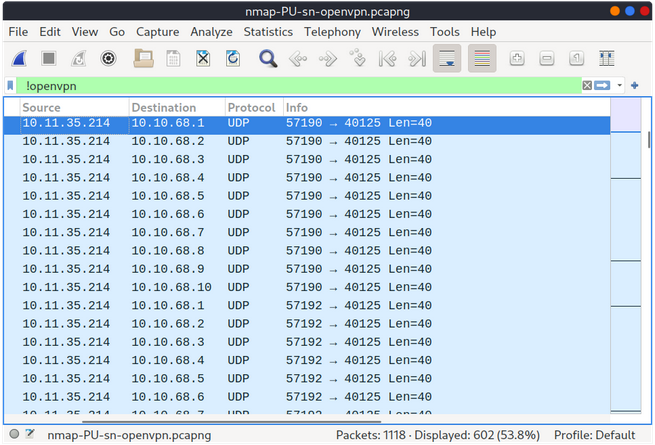 nmap-PU-sn-openvpn.pcapng
File Edit View Go Capture Analyze Statistics Telephony Wireless Tools Help
!openvpn
Source Destination Protocol Info
10.11.35.214 10.10.68.1 UDP 57190 → 40125 Len=40
10.11.35.214 10.10.68.2 UDP 57190 → 40125 Len=40
10.11.35.214 10.10.68.3 UDP 57190 → 40125 Len=40
10.11.35.214 10.10.68.4 UDP 57190 → 40125 Len=40
10.11.35.214 10.10.68.5 UDP 57190 → 40125 Len=40
10.11.35.214 10.10.68.6 UDP 57190 → 40125 Len=40
10.11.35.214 10.10.68.7 UDP 57190 → 40125 Len=40
10.11.35.214 10.10.68.8 UDP 57190 → 40125 Len=40
10.11.35.214 10.10.68.9 UDP 57190 → 40125 Len=40
10.11.35.214 10.10.68.10 UDP 57190 → 40125 Len=40
10.11.35.214 10.10.68.1 UDP 57192 → 40125 Len=40
10.11.35.214 10.10.68.2 UDP 57192 → 40125 Len=40
10.11.35.214 10.10.68.3 UDP 57192 → 40125 Len=40
10.11.35.214 10.10.68.4 UDP 57192 → 40125 Len=40
10.11.35.214 10.10.68.5 UDP 57192 → 40125 Len=40
10.11.35.214 10.10.68.6 UDP 57192 → 40125 Len=40
10.11.35.214 10.10.68.7 UDP 57192 → 40125 Len=40
nmap-PU-sn-openvpn.pcapng Packets: 1118 · Displayed: 602 (53.8%) Profile: Default